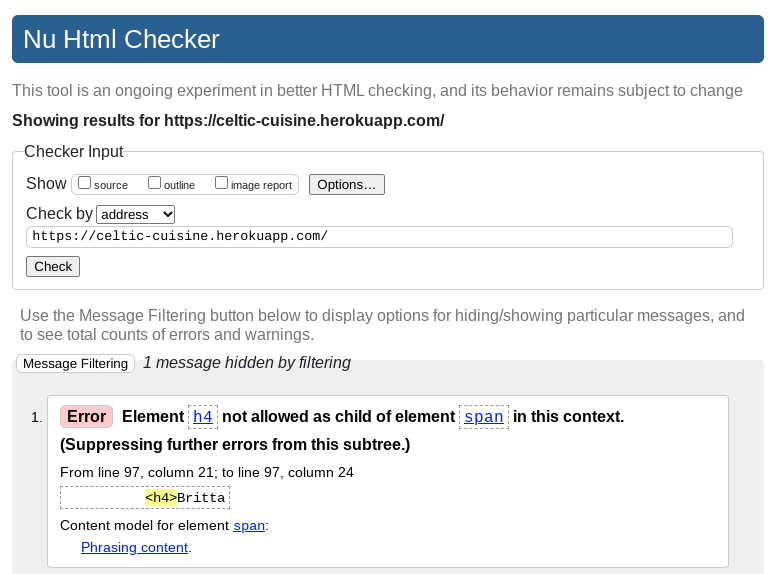 Nu Html Checker
This tool is an ongoing experiment in better HTML checking, and its behavior remains subject to change
Showing results for https://celtic-cuisine.herokuapp.com/
Checker Input
Show source outline image report Options...
Check by address
https://celtic-cuisine.herokuapp.com/
Check
Use the Message Filtering button below to display options for hiding/showing particular messages, and
to see total counts of errors and warnings.
Message Filtering 1 message hidden by filtering
1. Error Element h4 not allowed as child of element span in this context.
(Suppressing further errors from this subtree.)
From line 97, column 21; to line 97, column 24
<h4>Britta
Content model for element span:
Phrasing content.